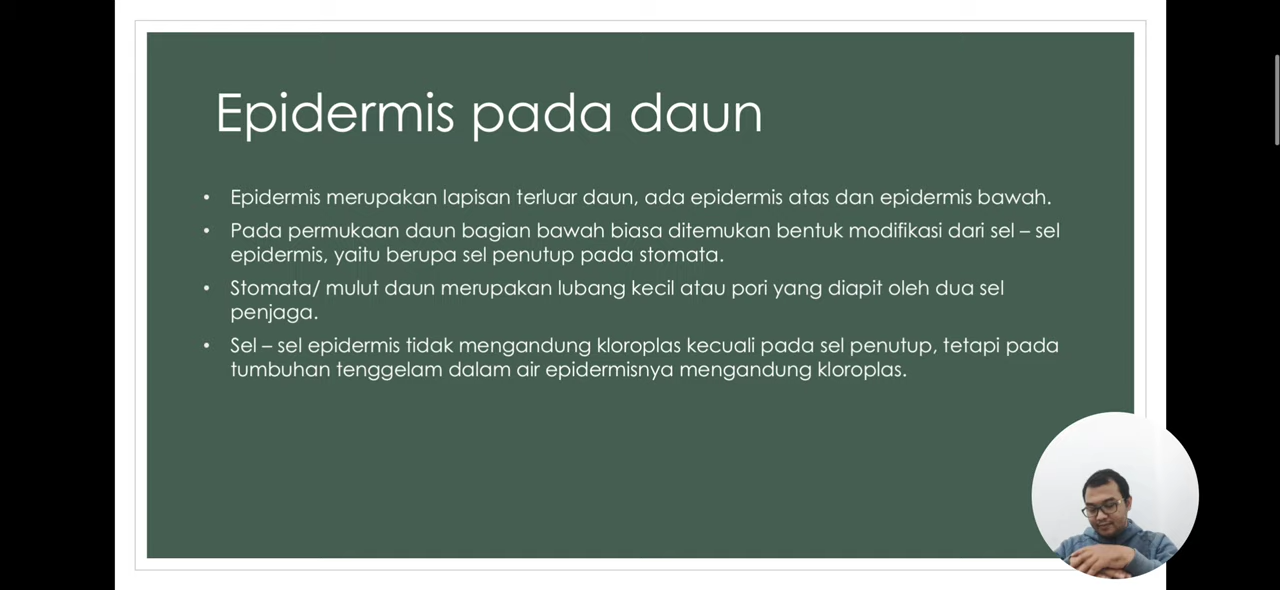 Epidermis pada daun
• Epidermis merupakan lapisan terluar daun, ada epidermis atas dan epidermis bawah.
• Pada permukaan daun bagian bawah biasa ditemukan bentuk modifikasi dari sel – sel
epidermis, yaitu berupa sel penutup pada stomata.
• Stomata/ mulut daun merupakan lubang kecil atau pori yang diapit oleh dua sel
penjaga.
• Sel – sel epidermis tidak mengandung kloroplas kecuali pada sel penutup, tetapi pada
tumbuhan tenggelam dalam air epidermisnya mengandung kloroplas.